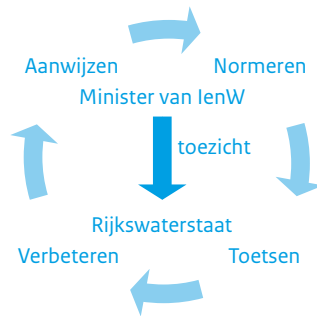 Aanwijzen Normeren
Minister van IenW
toezicht
Rijkswaterstaat
Verbeteren Toetsen